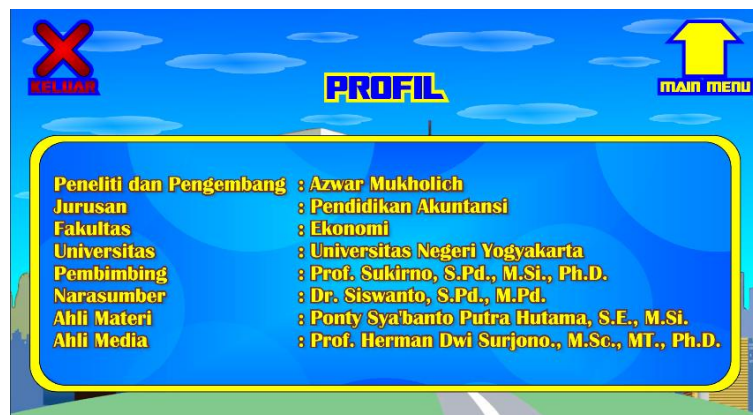 KELUAR
PROFIL
MAIN MENU
Peneliti dan Pengembang : Azwar Mukholich
Jurusan : Pendidikan Akuntansi
Fakultas : Ekonomi
Universitas : Universitas Negeri Yogyakarta
Pembimbing : Prof. Sukirno, S.Pd., M.Si., Ph.D.
Narasumber : Dr. Siswanto, S.Pd., M.Pd.
Ahli Materi : Ponty Sya'banto Putra Hutama, S.E., M.Si.
Ahli Media : Prof. Herman Dwi Surjono., M.Sc., MT., Ph.D.